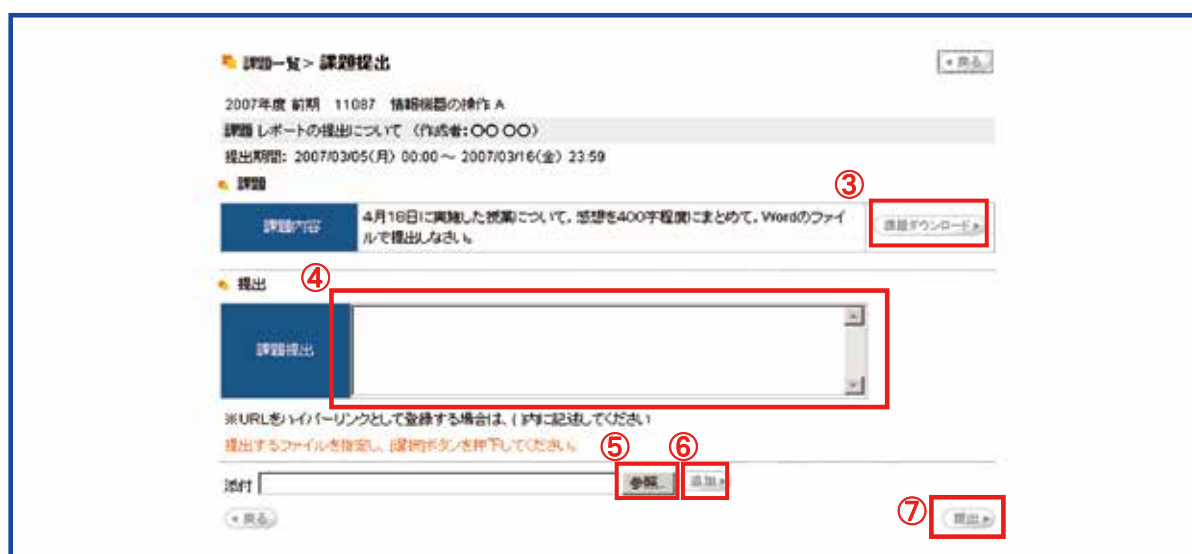 課題一覧> 課題提出
戻る
2007年度 前期 11087 情報機器の操作 A
課題 レポートの提出について (作成者:〇〇 〇〇)
提出期間: 2007/03/05(月) 00:00～ 2007/03/16(金) 23:59
課題
③
課題内容
4月18日に実施した授業について, 感想を400字程度にまとめて, Wordのファイ
ルで提出しなさい。
課題ダウンロード
提出
④
課題提出
※URLをハイパーリンクとして登録する場合は、( )内に記述してください
提出するファイルを指定し、[選択]ボタンを押下してください。
⑤ ⑥
添付
参照...
追加
戻る
⑦
提出